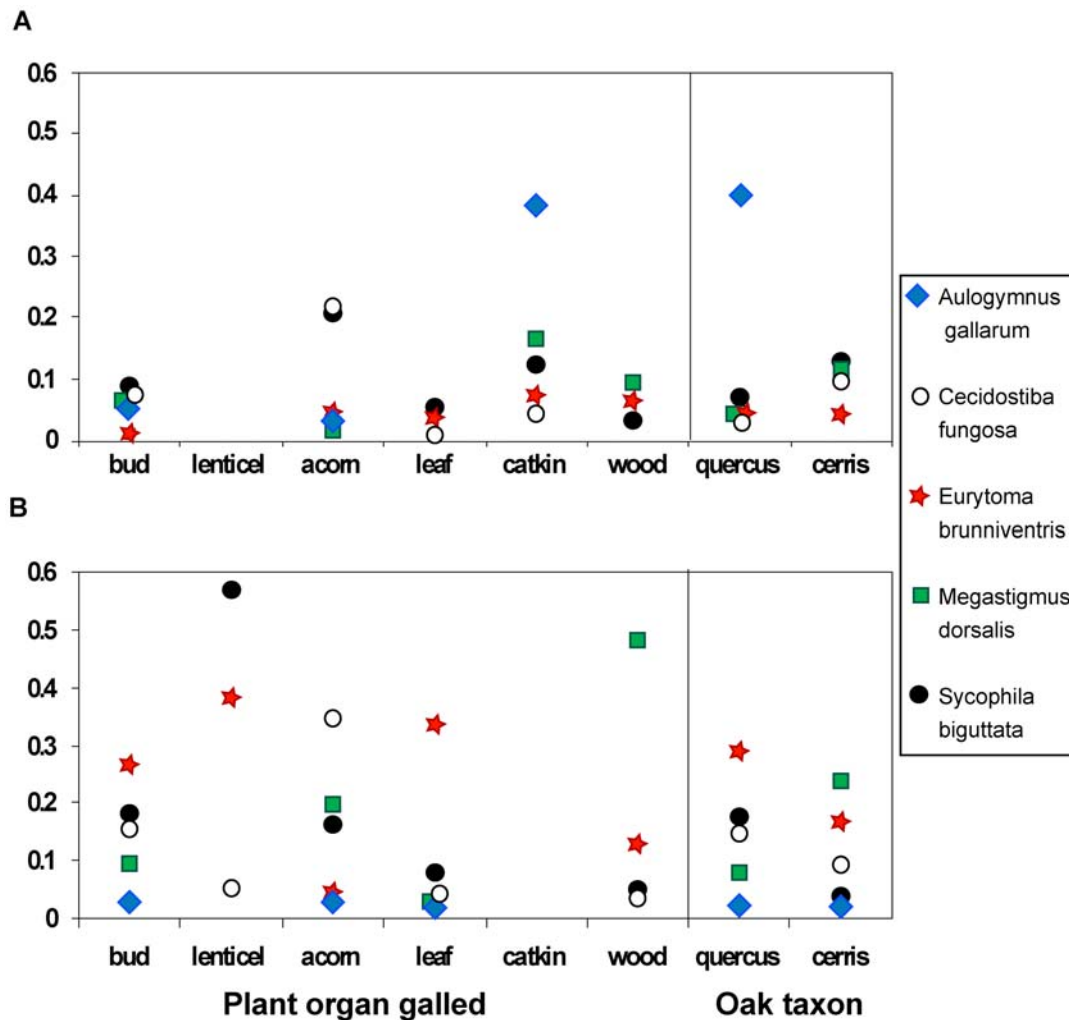 A
0.6
0.5
0.4
0.3
0.2
0.1
0
bud lenticel acorn leaf catkin wood quercus cerris
B
0.6
0.5
0.4
0.3
0.2
0.1
0
bud lenticel acorn leaf catkin wood quercus cerris
Plant organ galled Oak taxon
Aulogymnus
gallarum
Cecidostiba
fungosa
Eurytoma
brunniventris
Megastigmus
dorsalis
Sycophila
biguttata